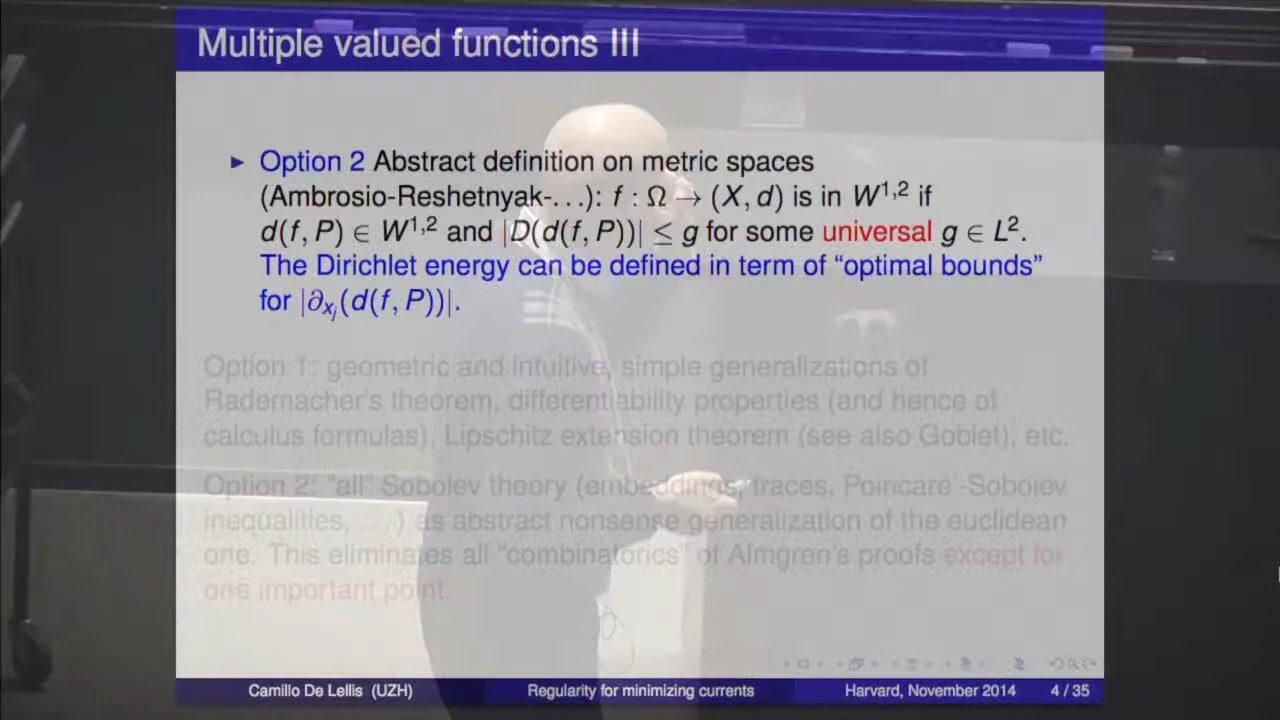 Multiple valued functions III
▶ Option 2 Abstract definition on metric spaces
(Ambrosio-Reshetnyak-. . .): f : Ω → (X, d) is in W^{1,2} if
d(f, P) ∈ W^{1,2} and |D(d(f, P))| ≤ g for some universal g ∈ L².
The Dirichlet energy can be defined in term of “optimal bounds”
for |∂_{x_j}(d(f, P))|.
Option 1: geometric and intuitive, simple generalizations of
Rademacher's theorem, differentiability properties (and hence of
calculus formulas), Lipschitz extension theorem (see also Goblet), etc.
Option 2: “all” Sobolev theory (embeddings, traces, Poincare'-Sobolev
inequalities, . . .) as abstract nonsense generalization of the euclidean
one. This eliminates all “combinatorics” of Almgren's proofs except for
one important point.
Camillo De Lellis (UZH) Regularity for minimizing currents Harvard, November 2014 4 / 35